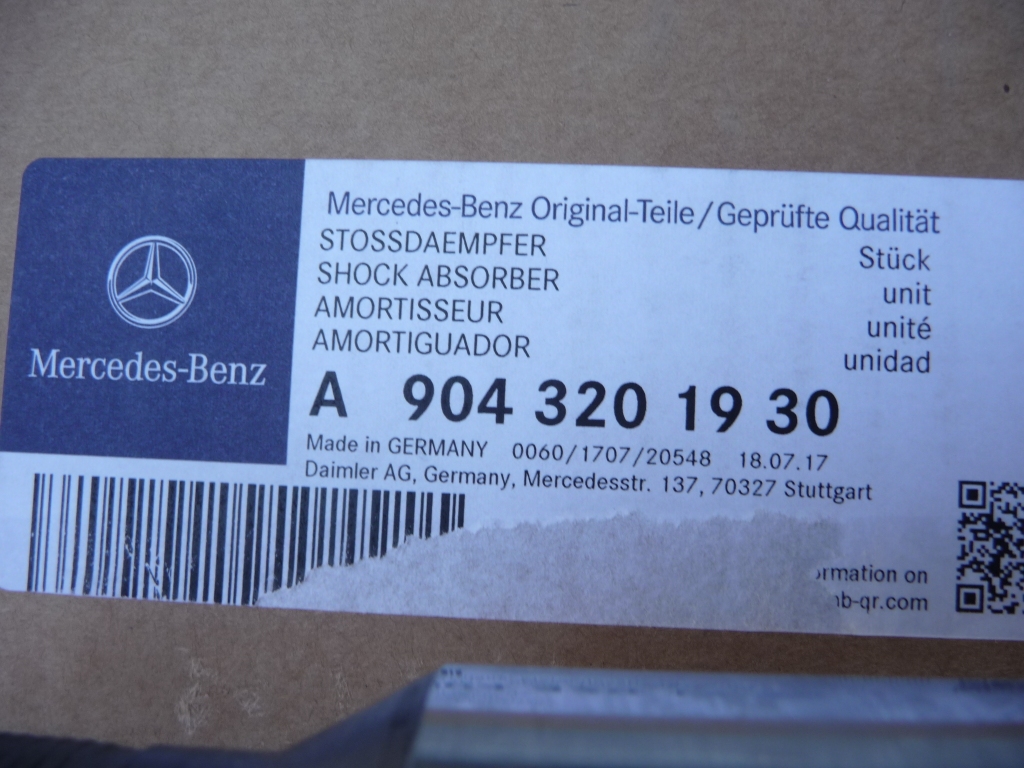 Mercedes-Benz
Mercedes-Benz Original-Teile/Geprüfte Qualität
STOSSDAEMPFER Stück
SHOCK ABSORBER unit
AMORTISSEUR unité
AMORTIGUADOR unidad
A 904 320 19 30
Made in GERMANY 0060/1707/20548 18.07.17
Daimler AG, Germany, Mercedesstr. 137, 70327 Stuttgart
on